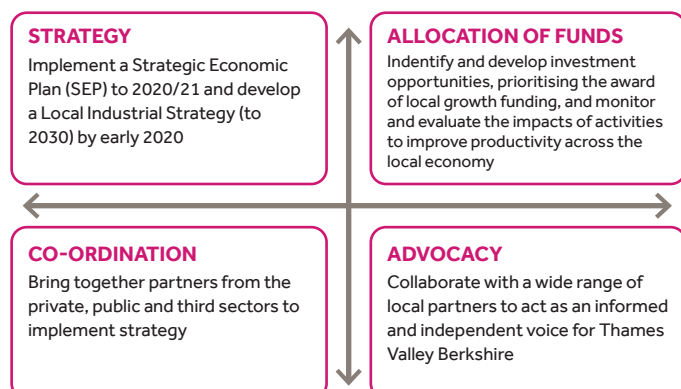 STRATEGY
Implement a Strategic Economic
Plan (SEP) to 2020/21 and develop
a Local Industrial Strategy (to
2030) by early 2020
ALLOCATION OF FUNDS
Indentify and develop investment
opportunities, prioritising the award
of local growth funding, and monitor
and evaluate the impacts of activities
to improve productivity across the
local economy
CO-ORDINATION
Bring together partners from the
private, public and third sectors to
implement strategy
ADVOCACY
Collaborate with a wide range of
local partners to act as an informed
and independent voice for Thames
Valley Berkshire